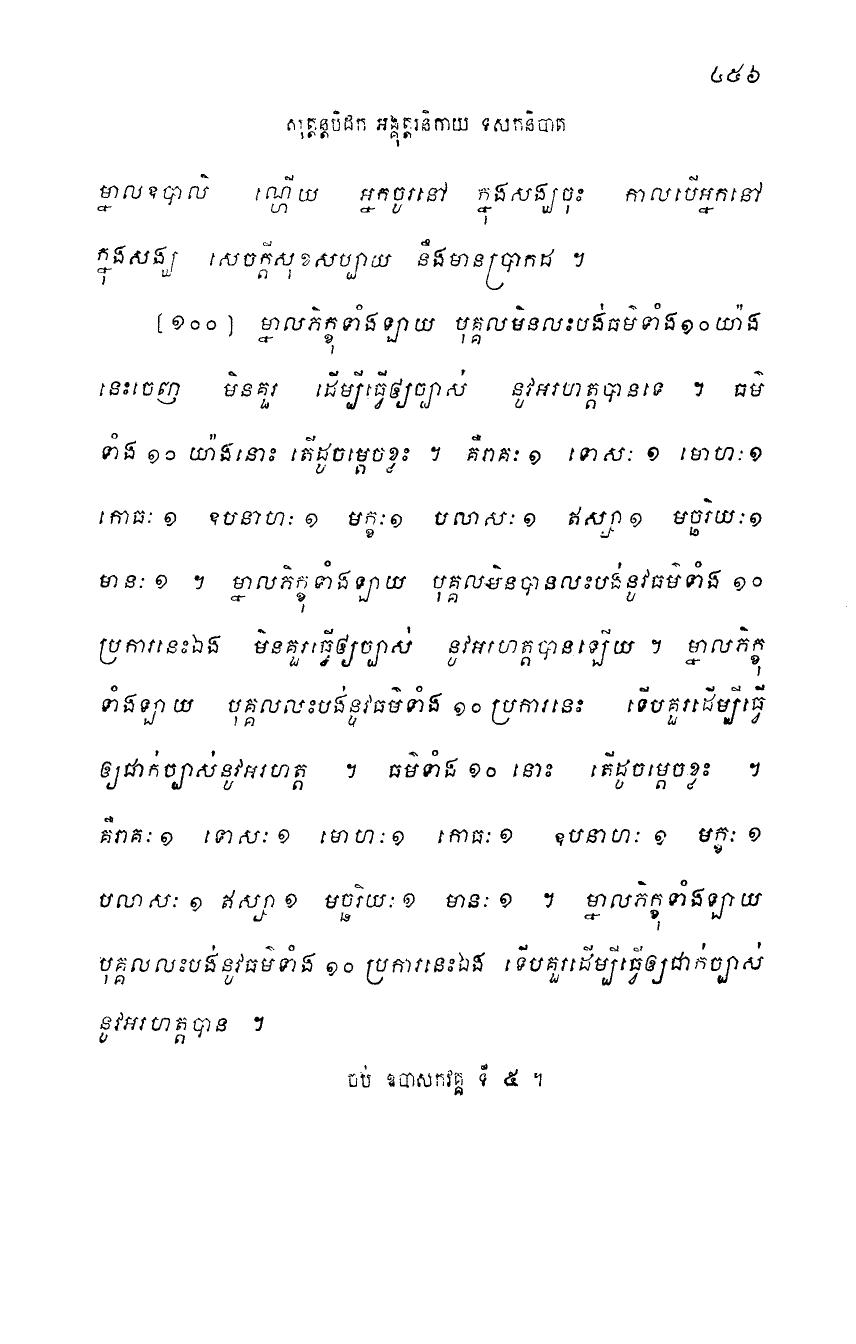 ៤៥៦
សុត្តន្តបិដក អង្គុត្តរនិកាយ ទសកនិបាត
ម្នាលឧបាលិ ណ្ហើយ អ្នកចូរនៅ ក្នុងសង្ឃចុះ កាលបើអ្នកនៅ
ក្នុងសង្ឃ សេចក្តីសុខសប្បាយ នឹងមានប្រាកដ ។
(១០០) ម្នាលភិក្ខុទាំងឡាយ បុគ្គលមិនលះបង់ធម៌ទាំង១០យ៉ាង
នេះចេញ មិនគួរ ដើម្បីធ្វើឲ្យច្បាស់ នូវអរហត្តបានទេ ។ ធម៌
ទាំង ១០ យ៉ាងនោះ តើដូចម្តេចខ្លះ ។ គឺរាគៈ ១ ទោសៈ ១ មោហៈ១
កោធៈ ១ ឧបនាហៈ ១ មក្ខៈ១ បលាសៈ ១ ឥស្សា ១ មច្ឆរិយៈ១
មានៈ ១ ។ ម្នាលភិក្ខុទាំងឡាយ បុគ្គលមិនបានលះបង់នូវធម៌ទាំង ១០
ប្រការនេះឯង មិនគួរធ្វើឲ្យច្បាស់ នូវអរហត្តបានឡើយ ។ ម្នាលភិក្ខុ
ទាំងឡាយ បុគ្គលលះបង់នូវធម៌ទាំង ១០ ប្រការនេះ ទើបគួរដើម្បីធ្វើ
ឲ្យជាក់ច្បាស់នូវអរហត្ត ។ ធម៌ទាំង ១០ នោះ តើដូចម្តេចខ្លះ ។
គឺរាគៈ ១ ទោសៈ ១ មោហៈ ១ កោធៈ ១ ឧបនាហៈ ១ មក្ខៈ ១
បលាសៈ ១ ឥស្សា ១ មច្ឆរិយៈ ១ មានៈ ១ ។ ម្នាលភិក្ខុទាំងឡាយ
បុគ្គលលះបង់នូវធម៌ទាំង ១០ ប្រការនេះឯង ទើបគួរដើម្បីធ្វើឲ្យជាក់ច្បាស់
នូវអរហត្តបាន ។
ចប់ ឧបាសកវគ្គ ទី ៥ ។